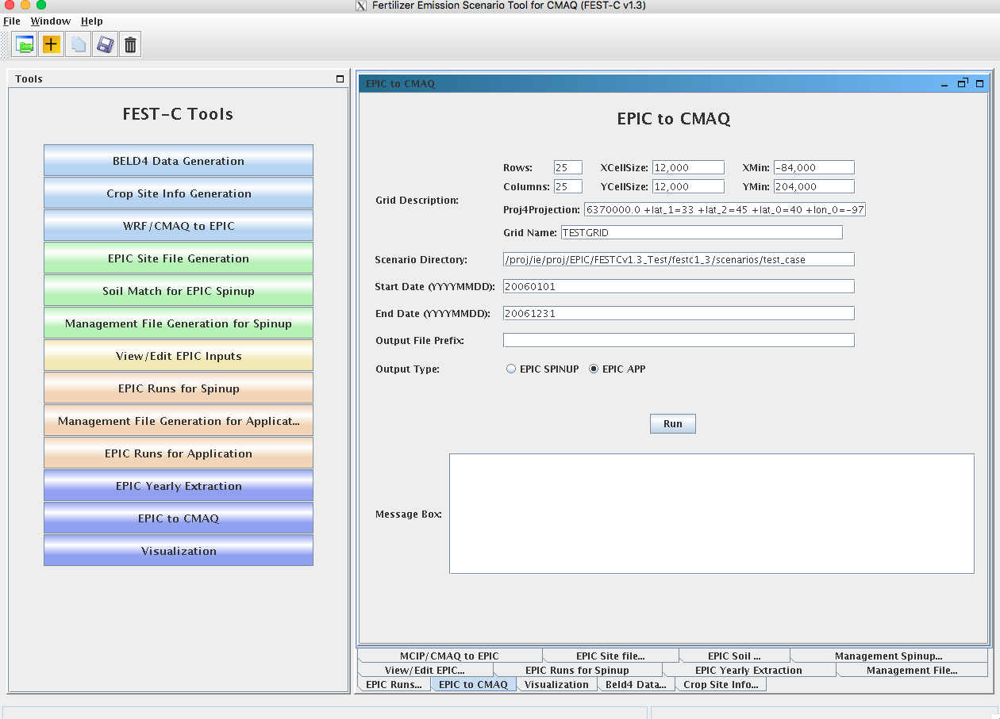 Fertilizer Emission Scenario Tool for CMAQ (FEST-C v1.3)
File Window Help
Tools
FEST-C Tools
BELD4 Data Generation
Crop Site Info Generation
WRF/CMAQ to EPIC
EPIC Site File Generation
Soil Match for EPIC Spinup
Management File Generation for Spinup
View/Edit EPIC Inputs
EPIC Runs for Spinup
Management File Generation for Applicat...
EPIC Runs for Application
EPIC Yearly Extraction
EPIC to CMAQ
Visualization
EPIC to CMAQ
EPIC to CMAQ
Grid Description:
Rows: 25 XCellSize: 12,000 XMin: -84,000
Columns: 25 YCellSize: 12,000 YMin: 204,000
Proj4Projection: 6370000.0 +lat_1=33 +lat_2=45 +lat_0=40 +lon_0=-97
Grid Name: TESTGRID
Scenario Directory: /proj/ie/proj/EPIC/FESTCv1.3_Test/festc1_3/scenarios/test_case
Start Date (YYYYMMDD): 20060101
End Date (YYYYMMDD): 20061231
Output File Prefix:
Output Type: EPIC SPINUP EPIC APP
Run
Message Box:
MCIP/CMAQ to EPIC EPIC Site file... EPIC Soil ... Management Spinup...
View/Edit EPIC... EPIC Runs for Spinup EPIC Yearly Extraction Management File...
EPIC Runs... EPIC to CMAQ Visualization Beld4 Data... Crop Site Info...